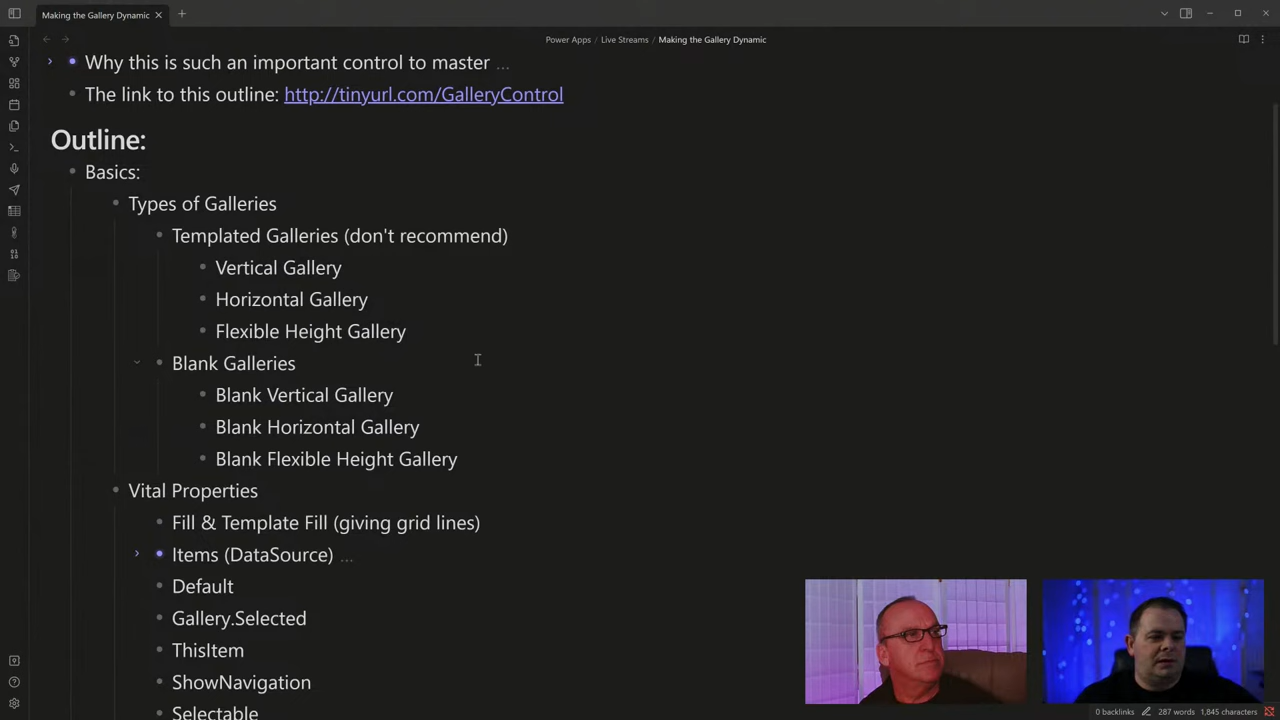 Making the Gallery Dynamic
Power Apps / Live Streams / Making the Gallery Dynamic
Why this is such an important control to master ...
The link to this outline: http://tinyurl.com/GalleryControl
Outline:
Basics:
Types of Galleries
Templated Galleries (don't recommend)
Vertical Gallery
Horizontal Gallery
Flexible Height Gallery
Blank Galleries
Blank Vertical Gallery
Blank Horizontal Gallery
Blank Flexible Height Gallery
Vital Properties
Fill & Template Fill (giving grid lines)
Items (DataSource) ...
Default
Gallery.Selected
ThisItem
ShowNavigation
Selectable
0 backlinks 287 words 1,845 characters